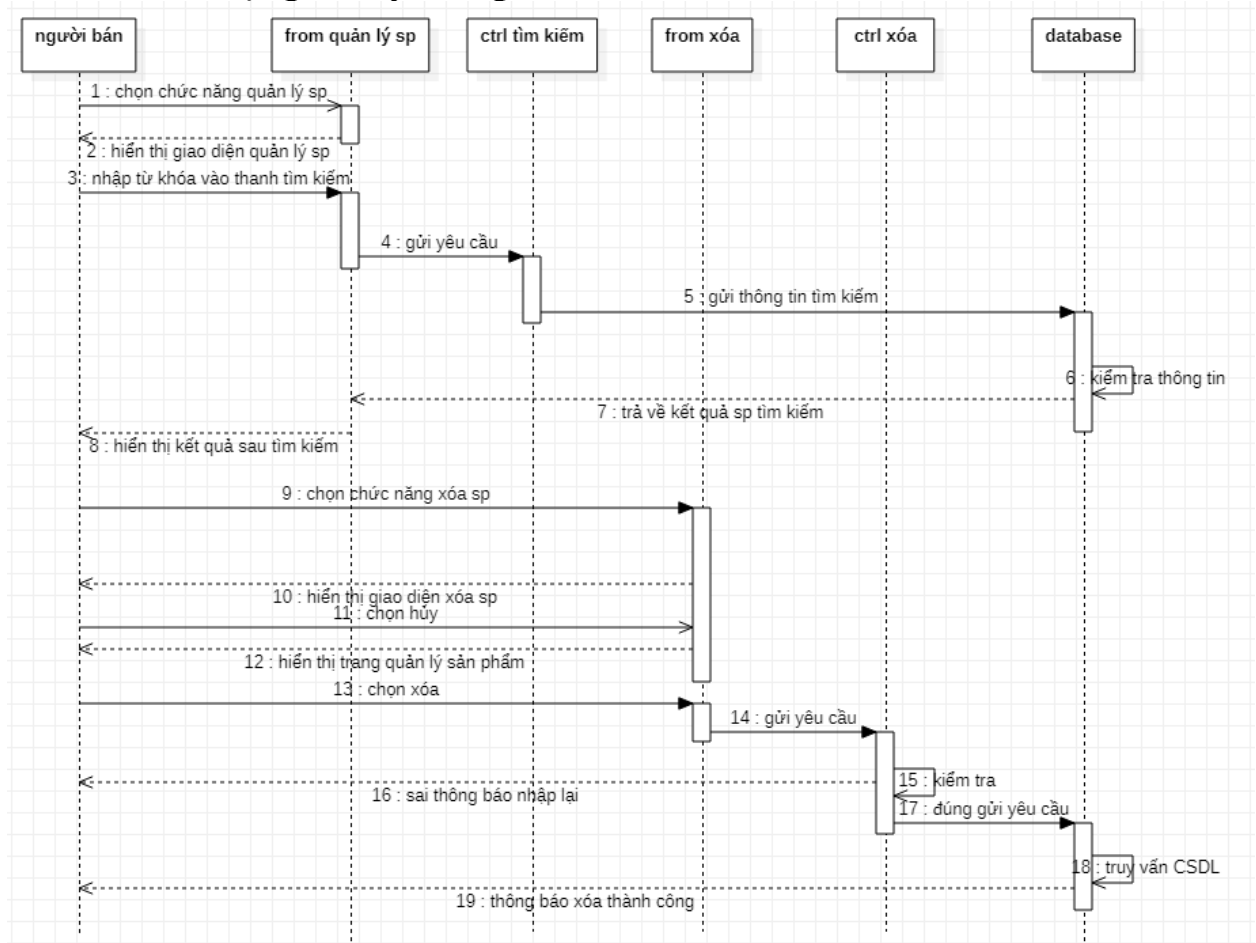 người bán
from quản lý sp
ctrl tìm kiếm
from xóa
ctrl xóa
database
1 : chọn chức năng quản lý sp
2 : hiển thị giao diện quản lý sp
3 : nhập từ khóa vào thanh tìm kiếm
4 : gửi yêu cầu
5 : gửi thông tin tìm kiếm
6 : kiểm tra thông tin
7 : trả về kết quả sp tìm kiếm
8 : hiển thị kết quả sau tìm kiếm
9 : chọn chức năng xóa sp
10 : hiển thị giao diện xóa sp
11 : chọn hủy
12 : hiển thị trang quản lý sản phẩm
13 : chọn xóa
14 : gửi yêu cầu
15 : kiểm tra
16 : sai thông báo nhập lại
17 : đúng gửi yêu cầu
18 : truy vấn CSDL
19 : thông báo xóa thành công